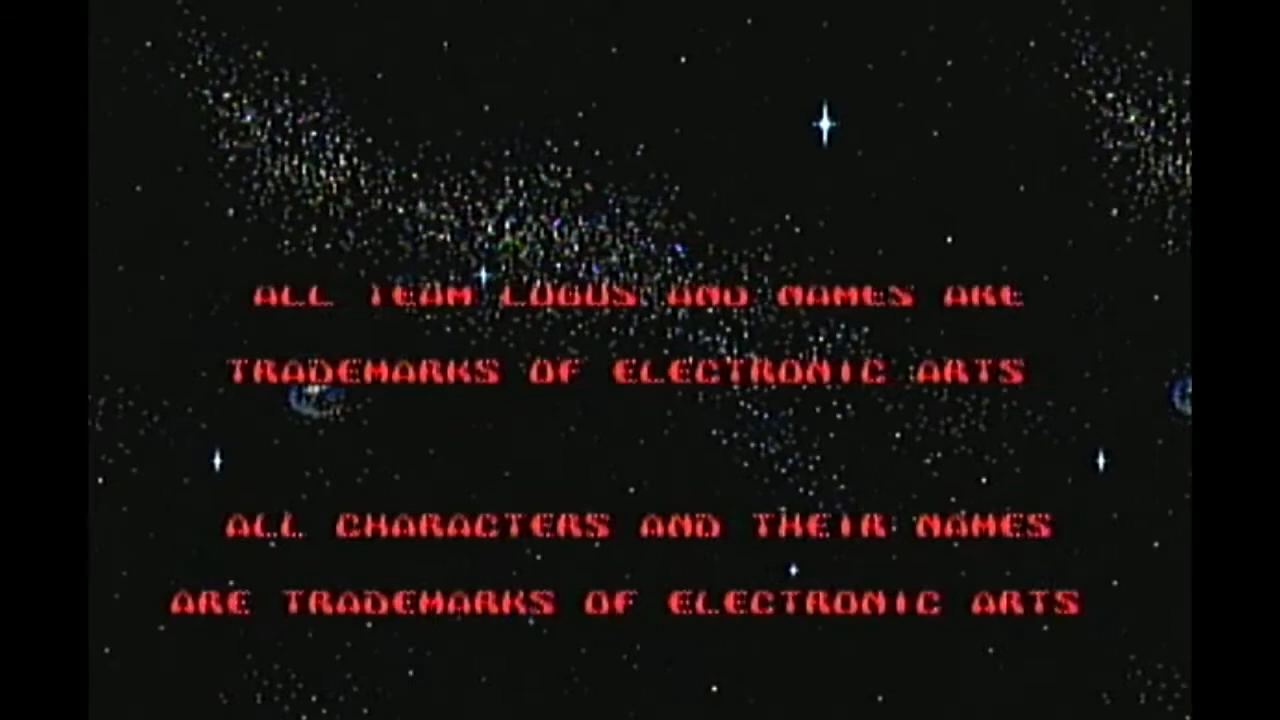 ALL TEAM LOGOS AND NAMES ARE
TRADEMARKS OF ELECTRONIC ARTS
ALL CHARACTERS AND THEIR NAMES
ARE TRADEMARKS OF ELECTRONIC ARTS